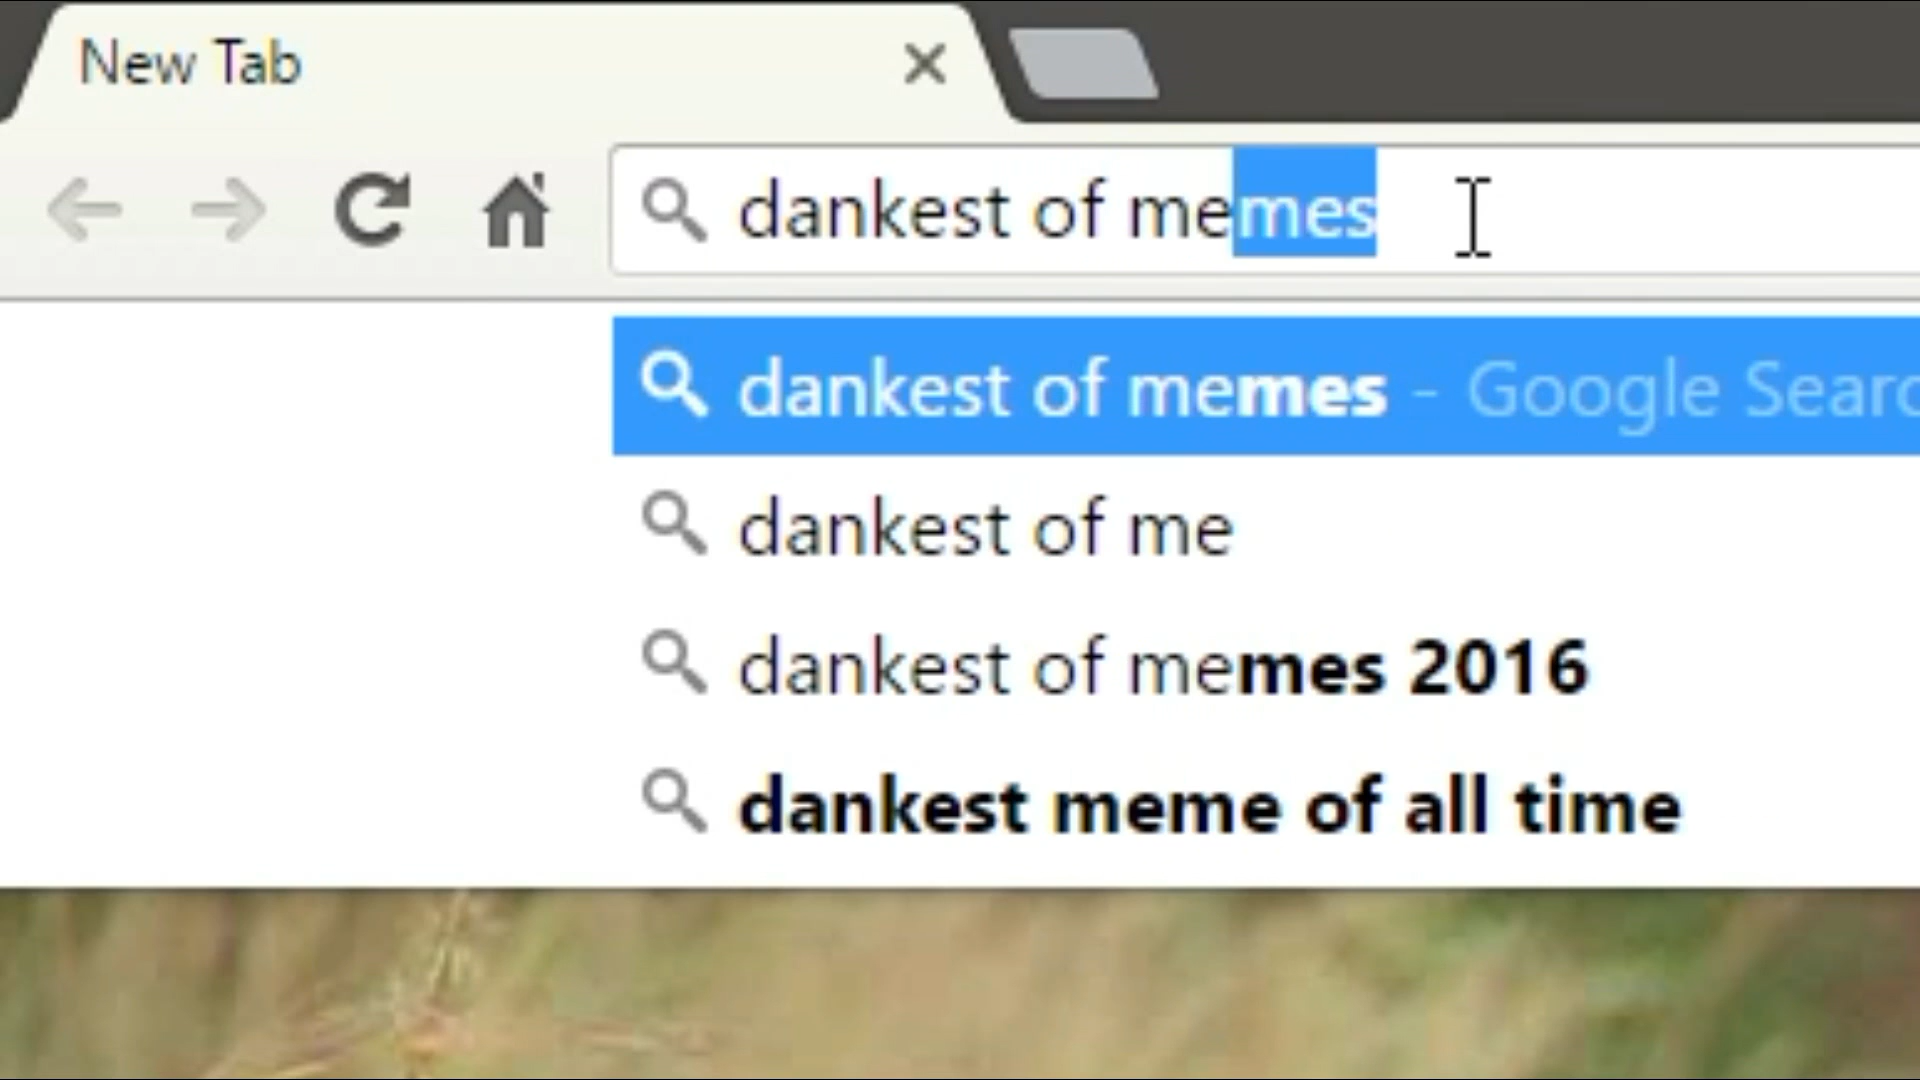 New Tab
dankest of memes
dankest of memes - Google Searc
dankest of me
dankest of memes 2016
dankest meme of all time